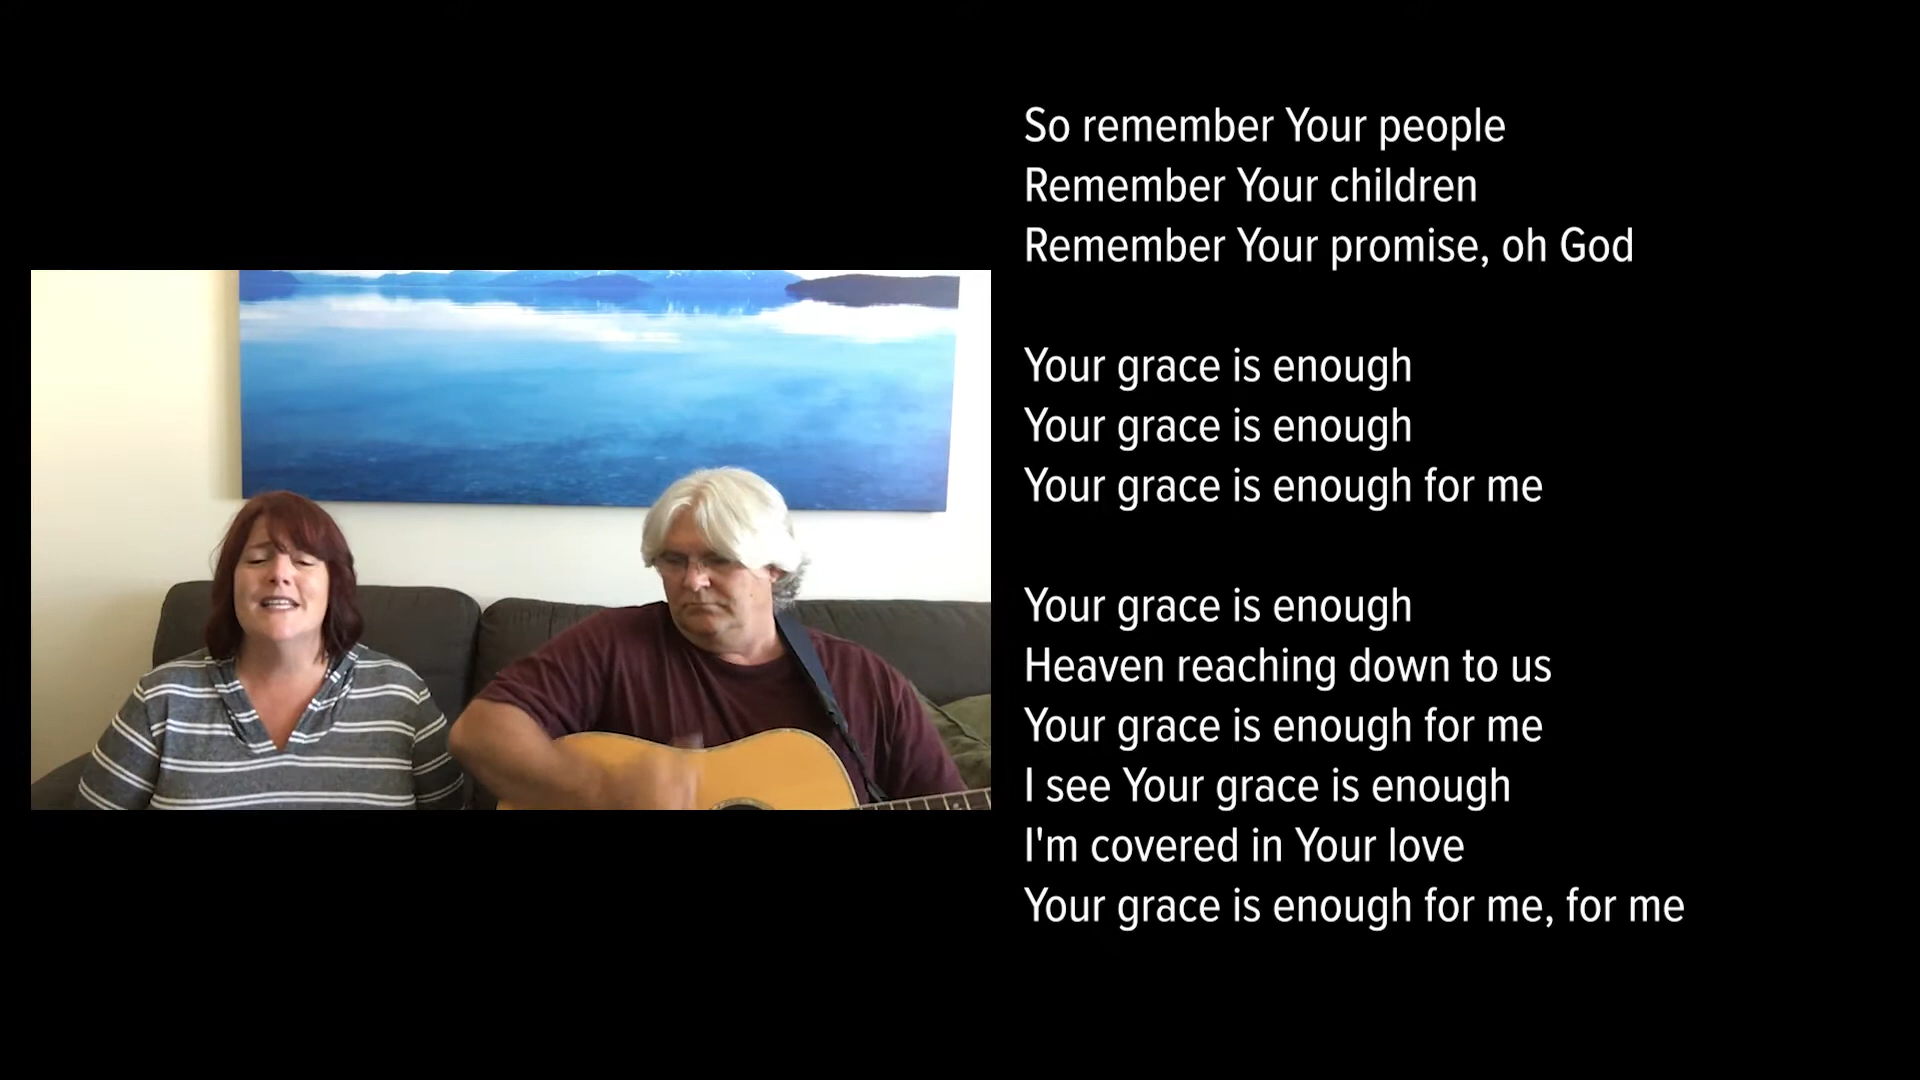 So remember Your people
Remember Your children
Remember Your promise, oh God
Your grace is enough
Your grace is enough
Your grace is enough for me
Your grace is enough
Heaven reaching down to us
Your grace is enough for me
I see Your grace is enough
I'm covered in Your love
Your grace is enough for me, for me